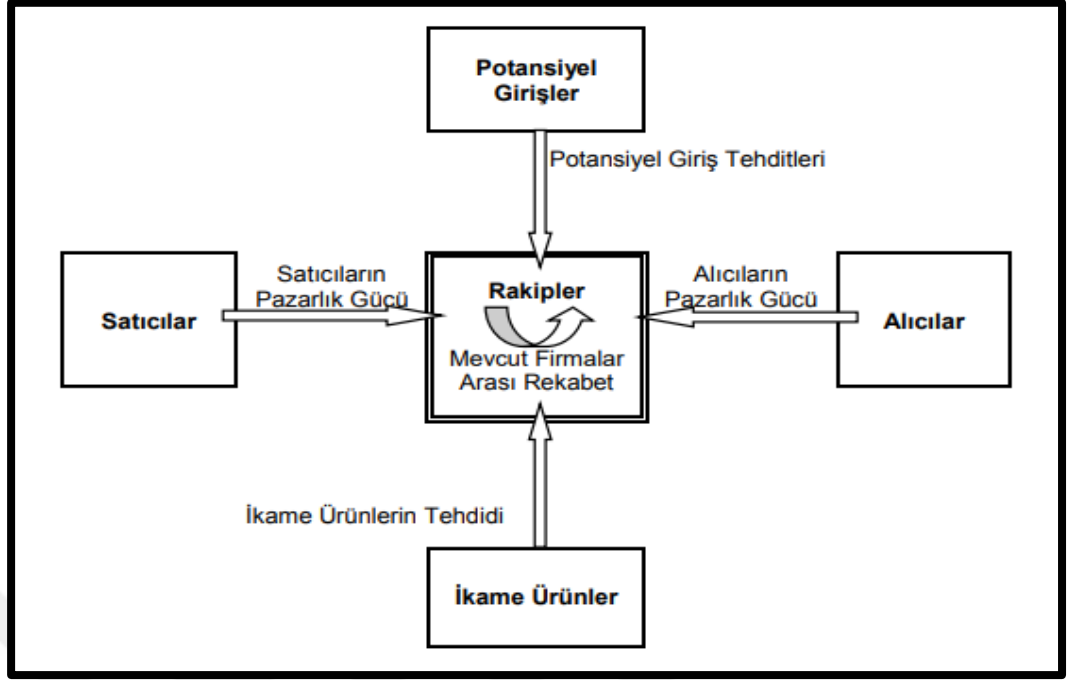 Potansiyel
Girişler
Potansiyel Giriş Tehditleri
Satıcılar
Satıcıların
Pazarlık Gücü
Rakipler
Mevcut Firmalar
Arası Rekabet
Alıcıların
Pazarlık Gücü
Alıcılar
İkame Ürünlerin Tehdidi
İkame Ürünler